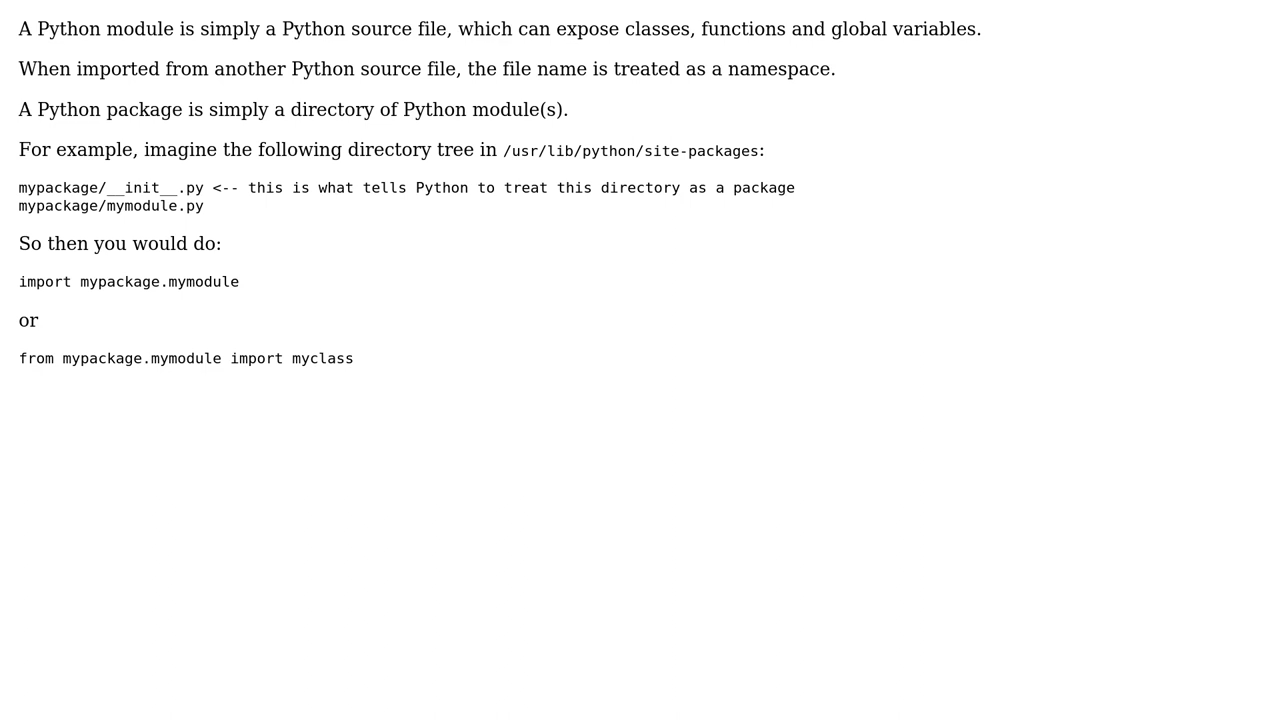 A Python module is simply a Python source file, which can expose classes, functions and global variables.
When imported from another Python source file, the file name is treated as a namespace.
A Python package is simply a directory of Python module(s).
For example, imagine the following directory tree in /usr/lib/python/site-packages:
mypackage/__init__.py <-- this is what tells Python to treat this directory as a package
mypackage/mymodule.py
So then you would do:
import mypackage.mymodule
or
from mypackage.mymodule import myclass